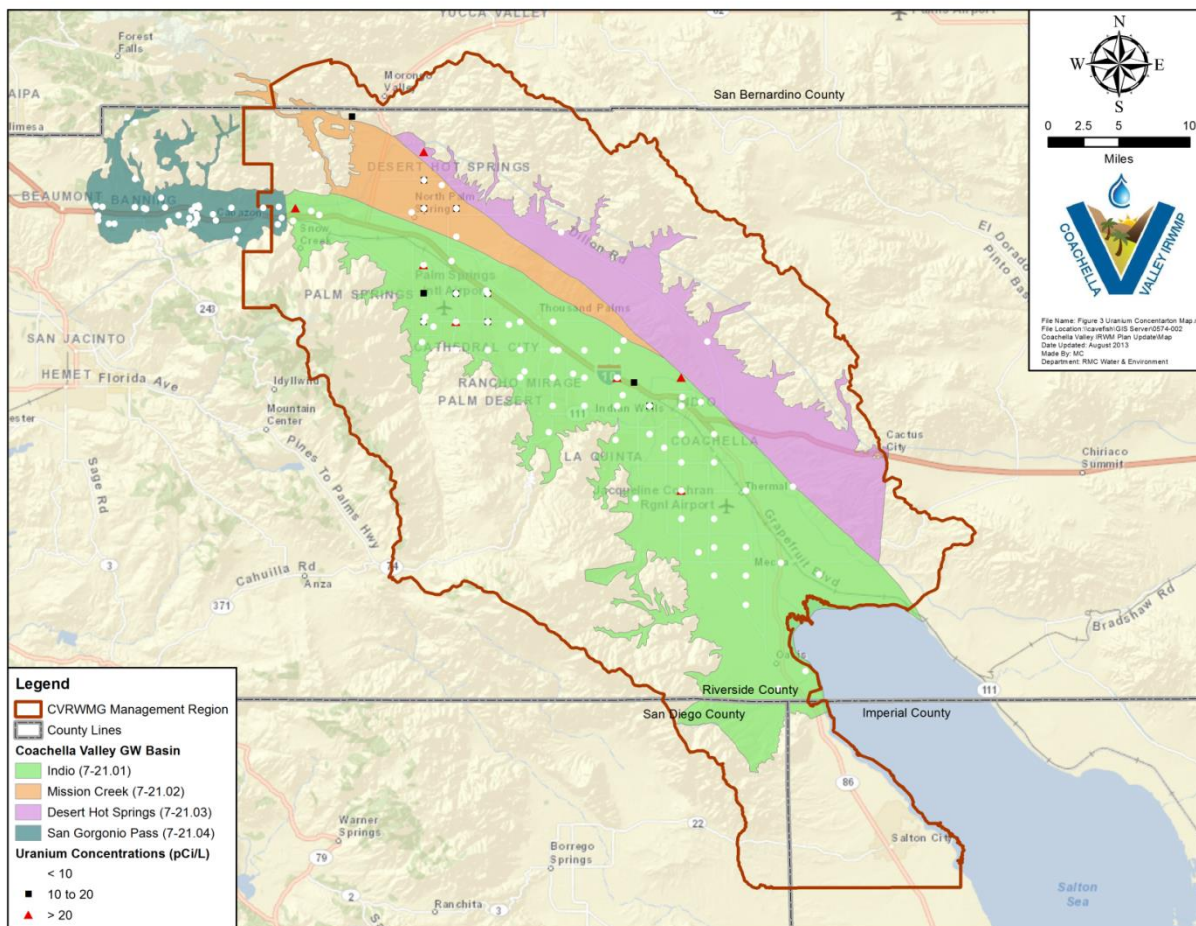 YUCCA VALLEY
62
Forest
Falls
Morongo
Valley
AIPA
San Bernardino County
limesa
DESERT HOT SPRINGS
BEAUMONT
BANNING
Cabazon
North Palm
Springs
Snow
Creek
Dillon Rd
El Dorado
Pinto Bas
Palm Springs
Intl Airport
PALM SPRINGS
243
Thousand Palms
SAN JACINTO
CATHEDRAL CITY
HEMET
Florida Ave
Idyllwild
RANCHO MIRAGE
10
PALM DESERT
111
Indian Wells
INDIO
ester
Mountain
Center
COACHELLA
Cactus
City
LA QUINTA
Chiriaco
Summit
Sage Rd
Pines To Palms Hwy
Thermal
Jacqueline Cochran
Rgnl Airport
Grapefruit Blvd
3
Cahuilla Rd
Anza
74
Mecca
371
Bradshaw Rd
Oasis
Riverside County
111
San Diego County
Imperial County
86
Warner
Springs
22
Salton City
79
Borrego
Springs
2
Ranchita
3
Salton
Sea
N
W
E
S
0
2.5
5
10
Miles
COACHELLA
VALLEY IRWMP
File Name: Figure 3 Uranium Concentarton Map.
File Location:\\cavefish\GIS Server\0574-002
Coachella Valley IRWM Plan Update\Map
Date Updated: August 2013
Made By: MC
Department: RMC Water & Environment
Legend
CVRWMG Management Region
County Lines
Coachella Valley GW Basin
Indio (7-21.01)
Mission Creek (7-21.02)
Desert Hot Springs (7-21.03)
San Gorgonio Pass (7-21.04)
Uranium Concentrations (pCi/L)
< 10
10 to 20
> 20